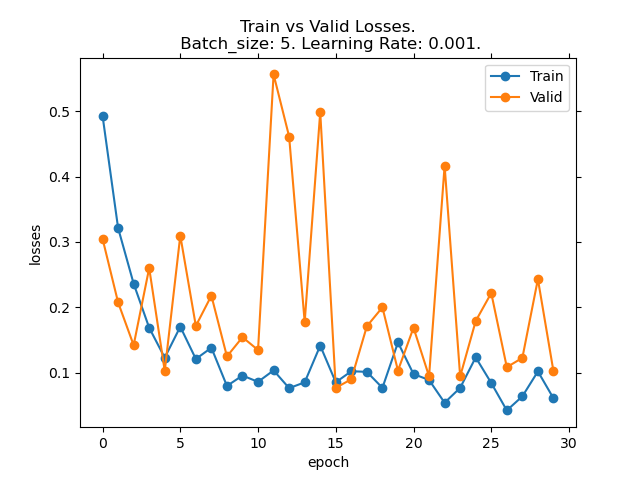 Train vs Valid Losses.
Batch_size: 5. Learning Rate: 0.001.
Train
Valid
0.5
0.4
0.3
0.2
0.1
losses
0 5 10 15 20 25 30
epoch